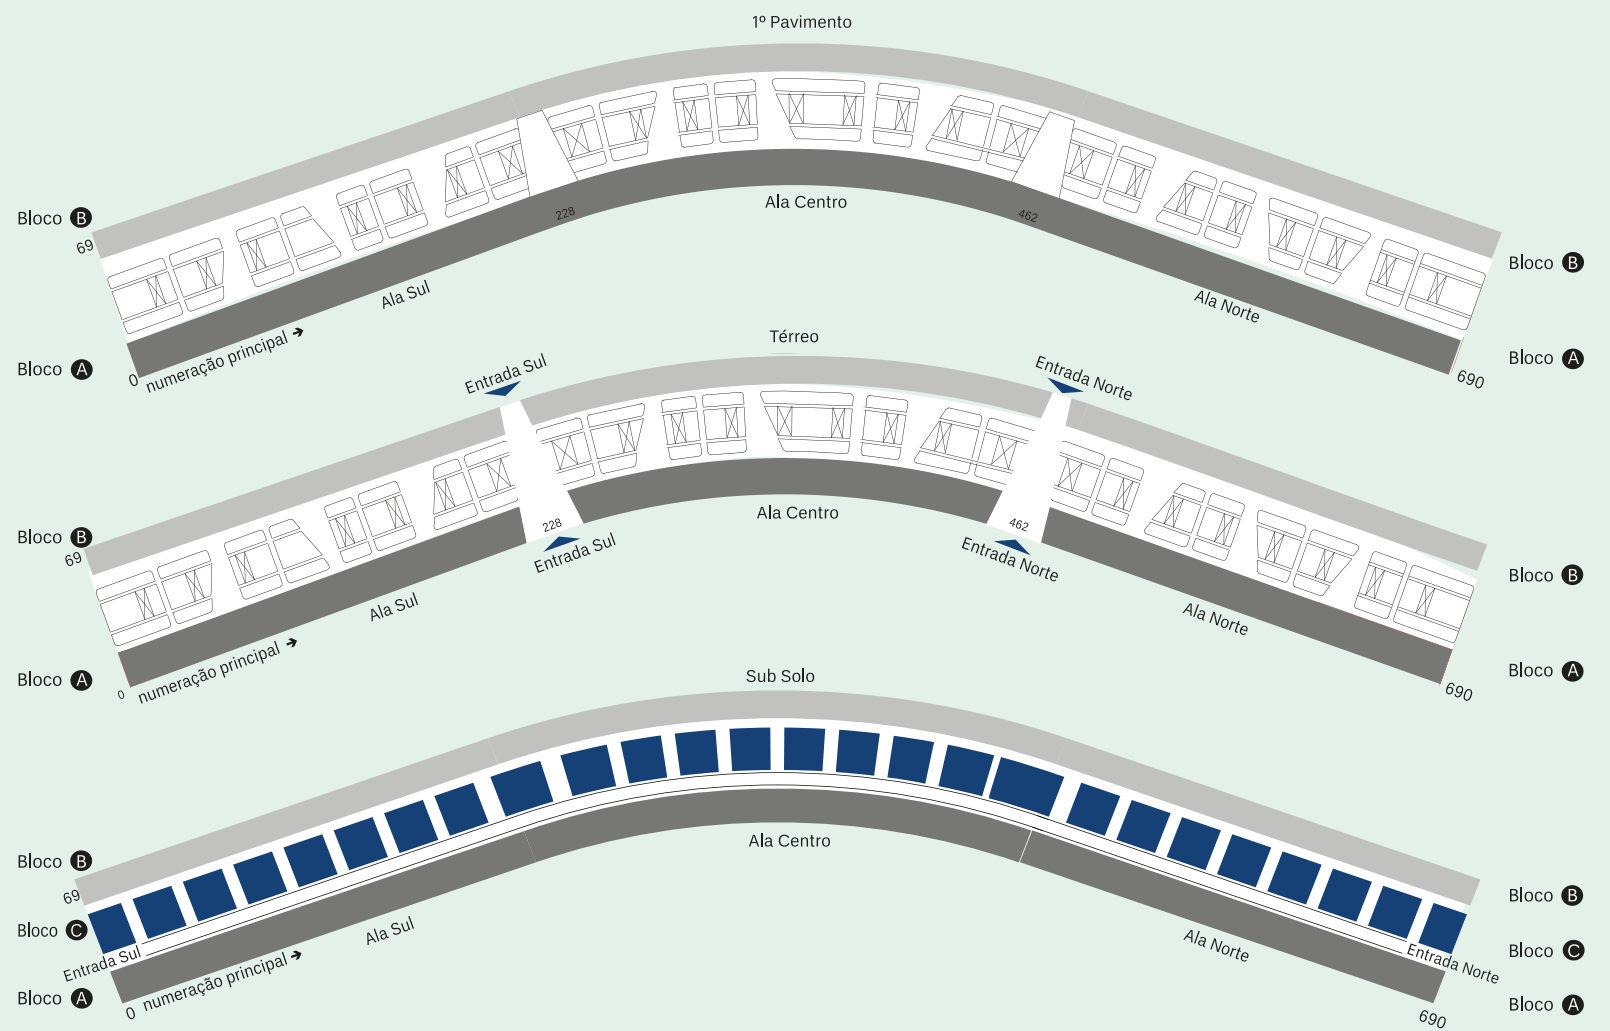 1º Pavimento
Bloco B
69
228
Ala Centro
462
Bloco B
Ala Sul
Ala Norte
numeração principal ➔
Bloco A
0
Bloco A
690
Térreo
Entrada Sul
Entrada Norte
Bloco B
69
228
Ala Centro
462
Entrada Sul
Entrada Norte
Bloco B
Ala Sul
Ala Norte
numeração principal ➔
Bloco A
0
Bloco A
690
Sub Solo
Bloco B
69
Ala Centro
Bloco B
Bloco C
Entrada Sul
Ala Sul
Ala Norte
Bloco C
Entrada Norte
numeração principal ➔
Bloco A
0
Bloco A
690